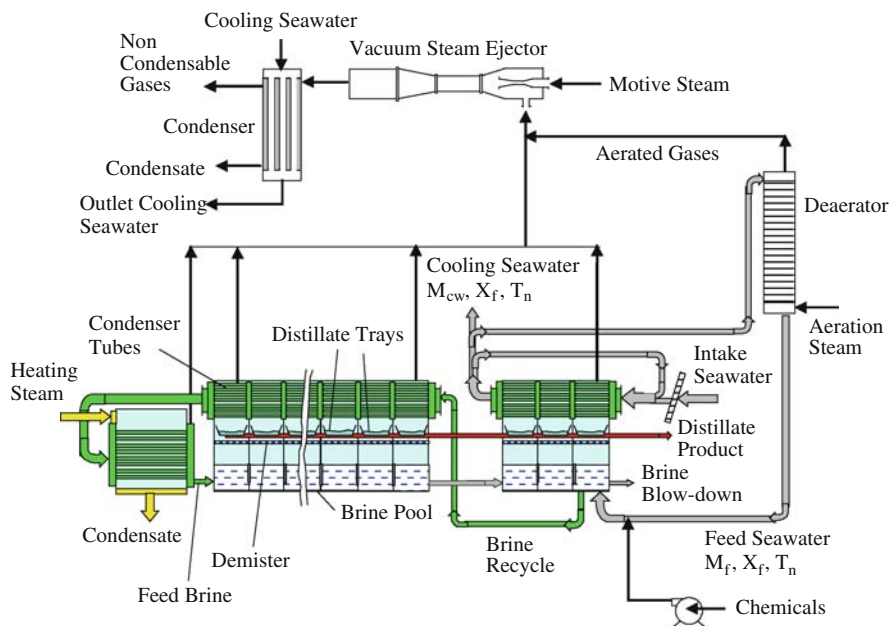 Cooling Seawater
Non
Condensable
Gases
Vacuum Steam Ejector
Motive Steam
Condenser
Condensate
Outlet Cooling
Seawater
Aerated Gases
Deaerator
Cooling Seawater
M_cw, X_f, T_n
Condenser
Tubes
Distillate Trays
Aeration
Steam
Intake
Seawater
Heating
Steam
Distillate
Product
Brine
Blow-down
Condensate
Brine Pool
Demister
Feed Brine
Brine
Recycle
Feed Seawater
M_f, X_f, T_n
Chemicals